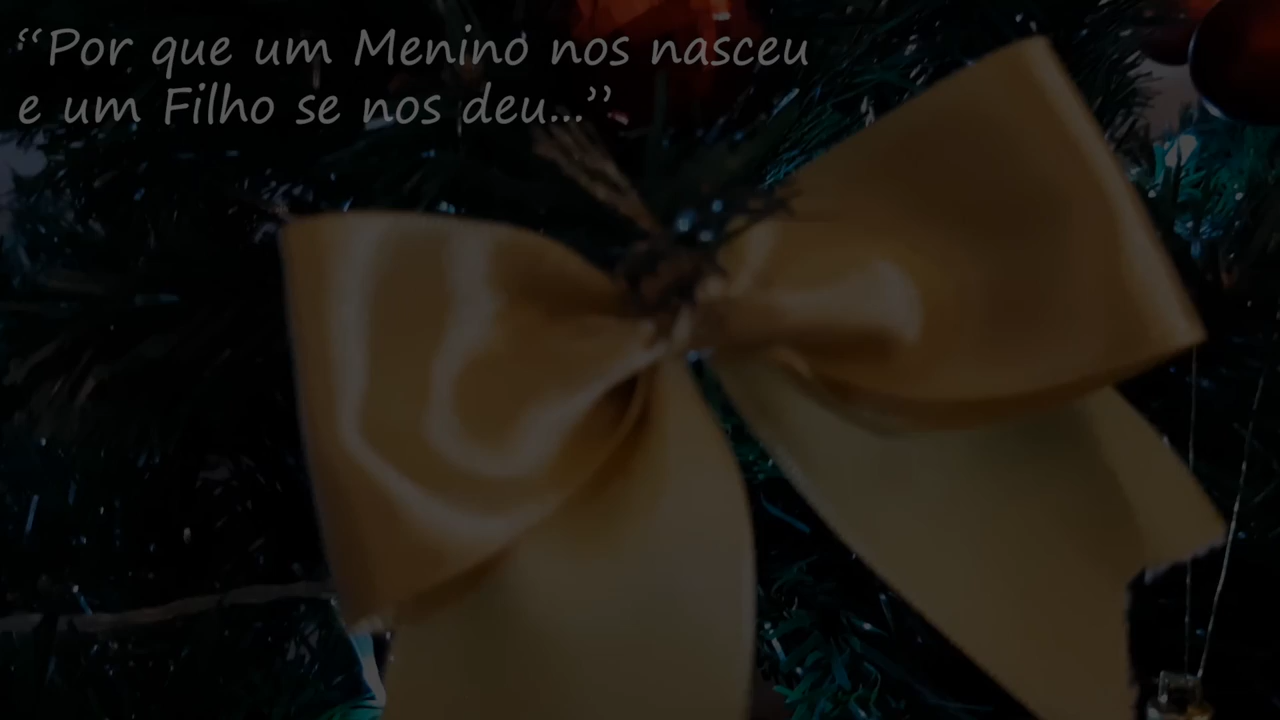 “Por que um Menino nos nasceu
e um Filho se nos deu...”